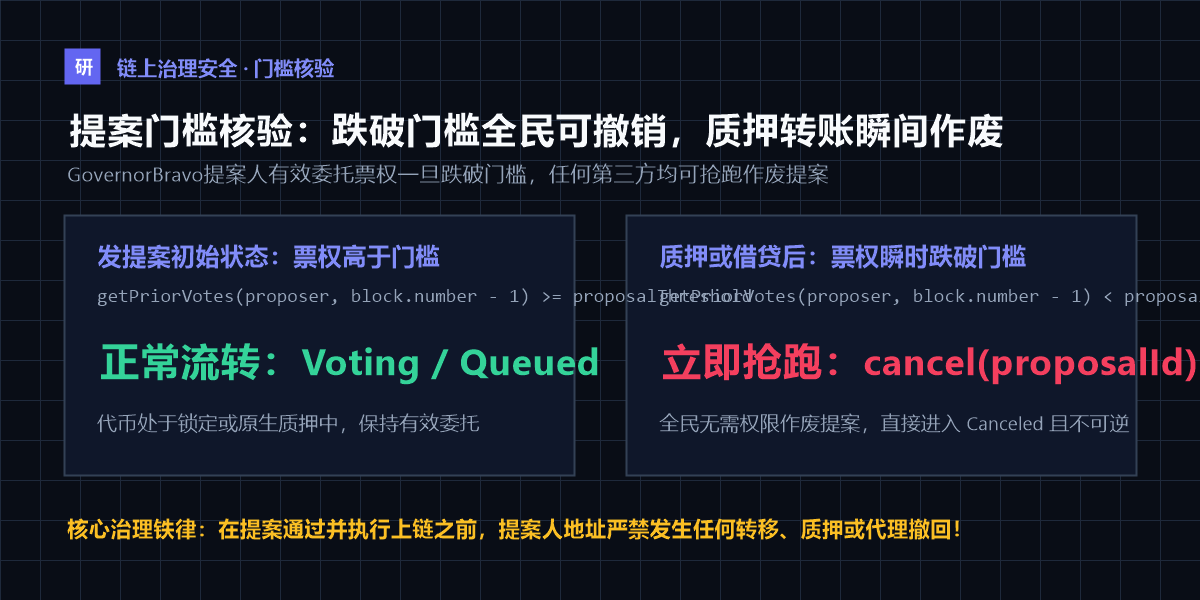 研
链上治理安全 · 门槛核验
提案门槛核验：跌破门槛全民可撤销，质押转账瞬间作废
GovernorBravo提案人有效委托票权一旦跌破门槛，任何第三方均可抢跑作废提案
发提案初始状态：票权高于门槛
getPriorVotes(proposer, block.number - 1) >= proposalThreshold
正常流转：Voting / Queued
代币处于锁定或原生质押中，保持有效委托
质押或借贷后：票权瞬时跌破门槛
getPriorVotes(proposer, block.number - 1) < proposa
立即抢跑：cancel(proposalId)
全民无需权限作废提案，直接进入 Canceled 且不可逆
核心治理铁律：在提案通过并执行上链之前，提案人地址严禁发生任何转移、质押或代理撤回！